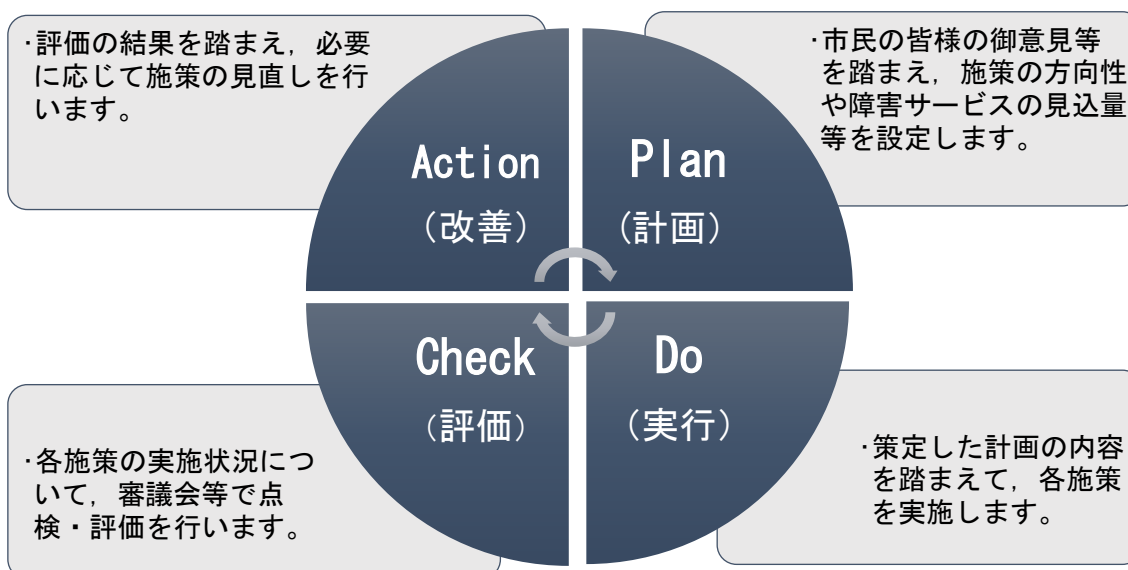 ·評価の結果を踏まえ，必要
に応じて施策の見直しを行
います。
·市民の皆様の御意見等
を踏まえ，施策の方向性
や障害サービスの見込量
等を設定します。
Action
（改善）
Plan
（計画）
Check
（評価）
Do
（実行）
·各施策の実施状況につ
いて，審議会等で点
検・評価を行います。
·策定した計画の内容
を踏まえて，各施策
を実施します。